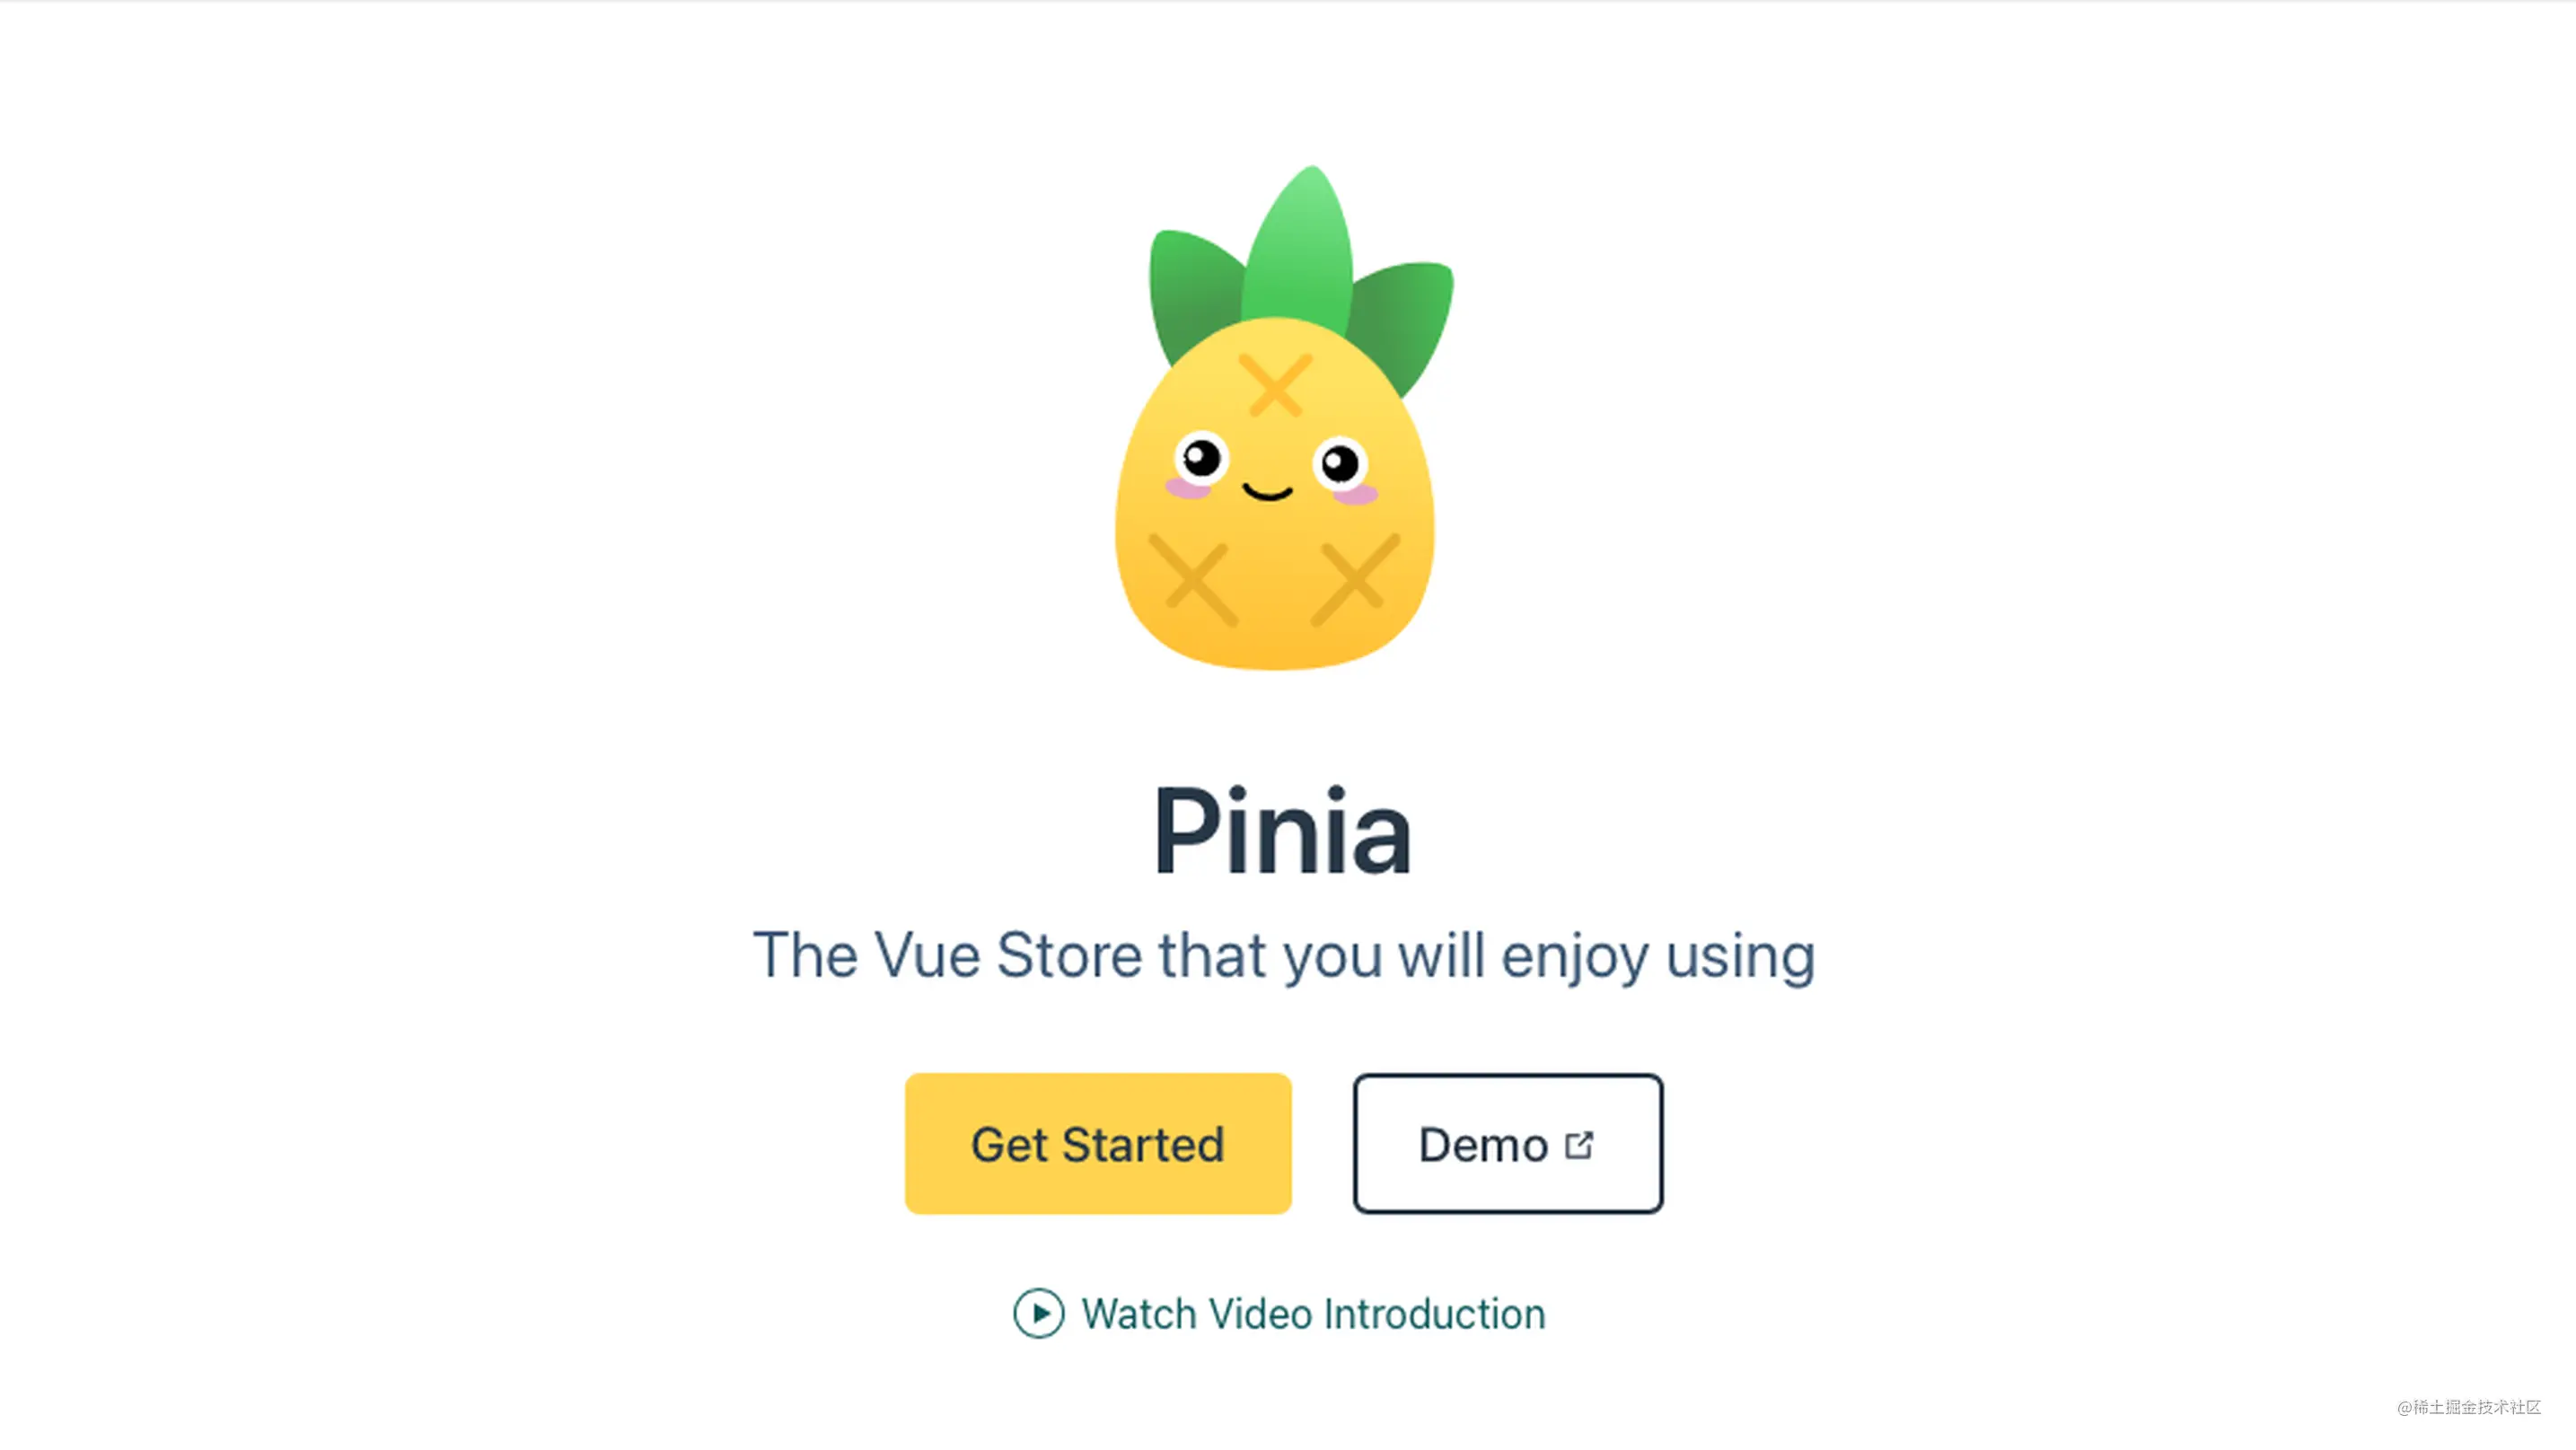 Pinia
The Vue Store that you will enjoy using
Get Started
Demo
Watch Video Introduction
@稀土掘金技术社区